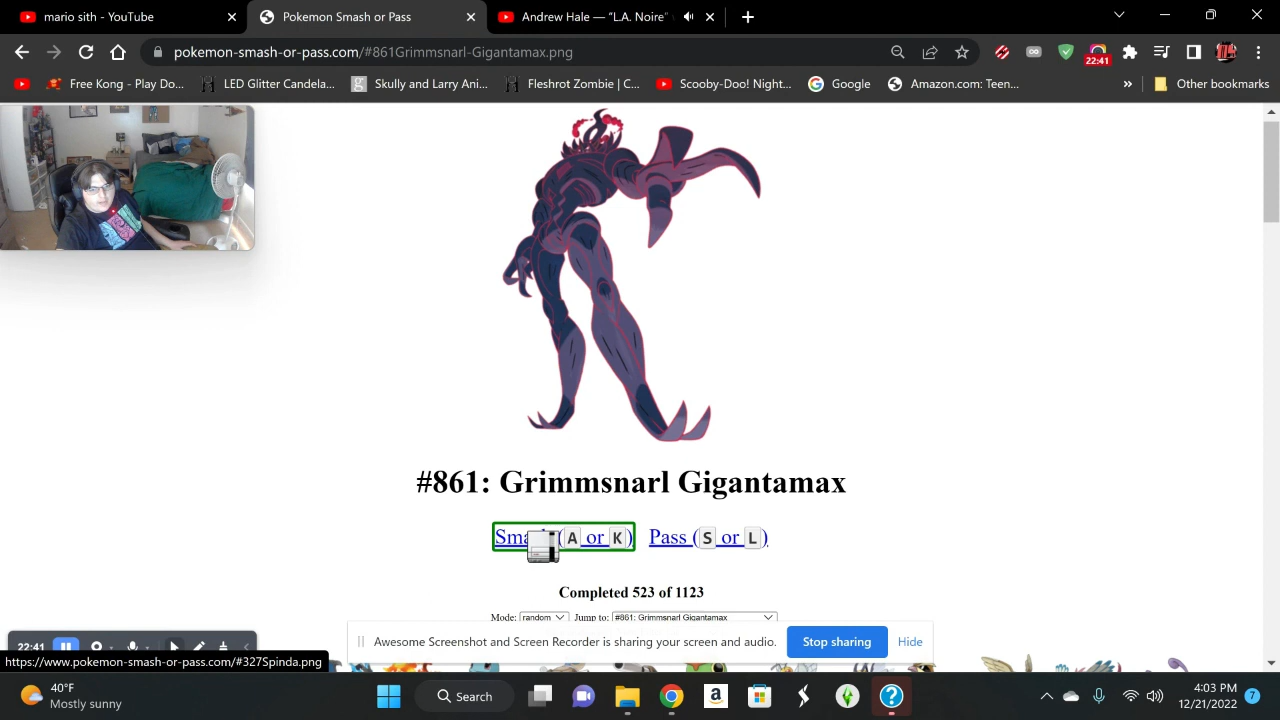 mario sith - YouTube
Pokemon Smash or Pass
Andrew Hale — "L.A. Noire"
pokemon-smash-or-pass.com/#861Grimmsnarl-Gigantamax.png
22:41
Free Kong - Play Do...
LED Glitter Candela...
Skully and Larry Ani...
Fleshrot Zombie | C...
Scooby-Doo! Night...
Google
Amazon.com: Teen...
»
Other bookmarks
#861: Grimmsnarl Gigantamax
Sma (A or K) Pass (S or L)
Completed 523 of 1123
Mode: random Jump to: #861: Grimmsnarl Gigantamax
22:41
Awesome Screenshot and Screen Recorder is sharing your screen and audio. Stop sharing Hide
https://www.pokemon-smash-or-pass.com/#327Spinda.png
40°F
Mostly sunny
Search
4:03 PM
12/21/2022
7